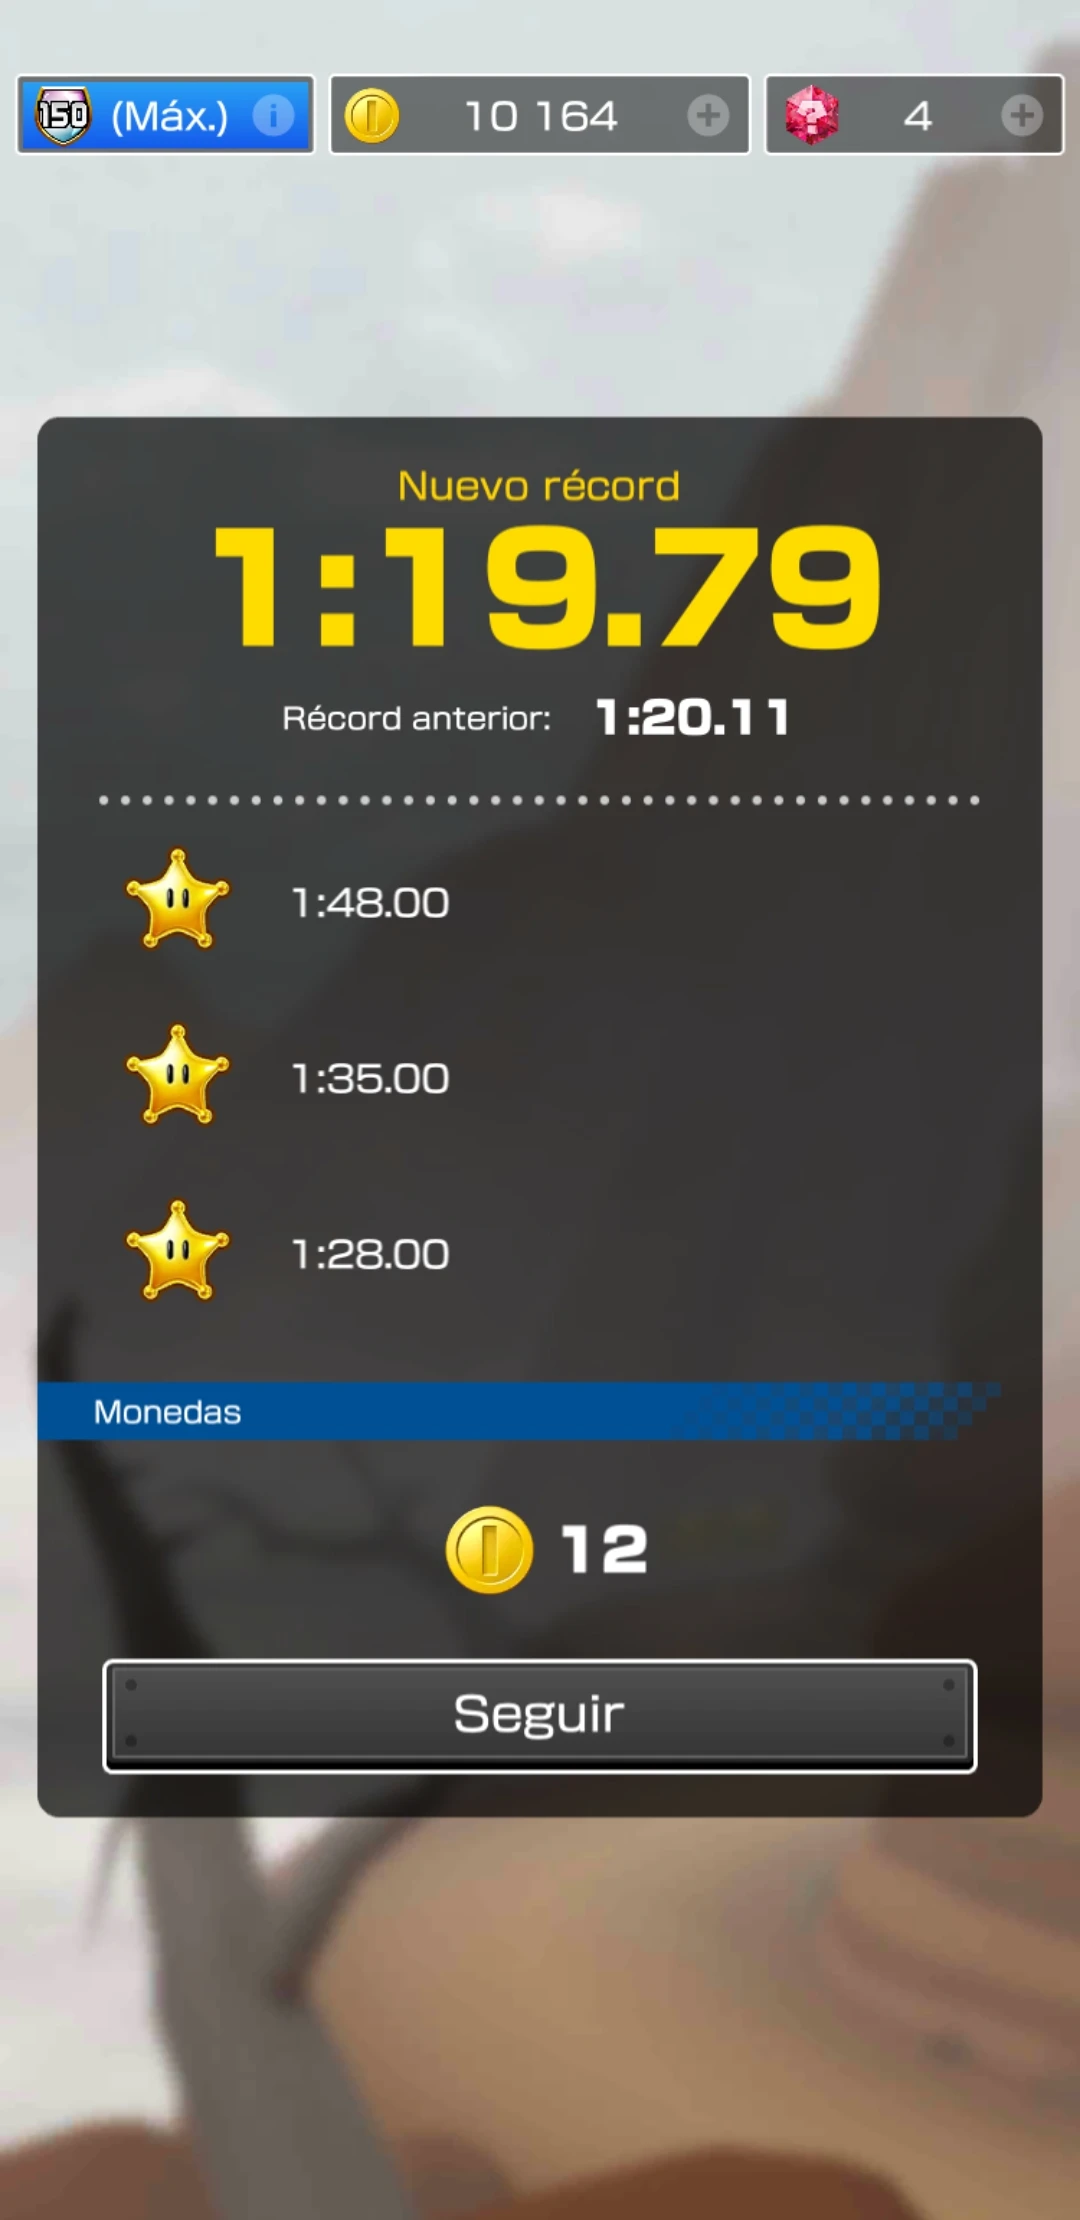 150 (Máx.) i 10 164 + 4 +
Nuevo récord
1:19.79
Récord anterior: 1:20.11
1:48.00
1:35.00
1:28.00
Monedas
12
Seguir